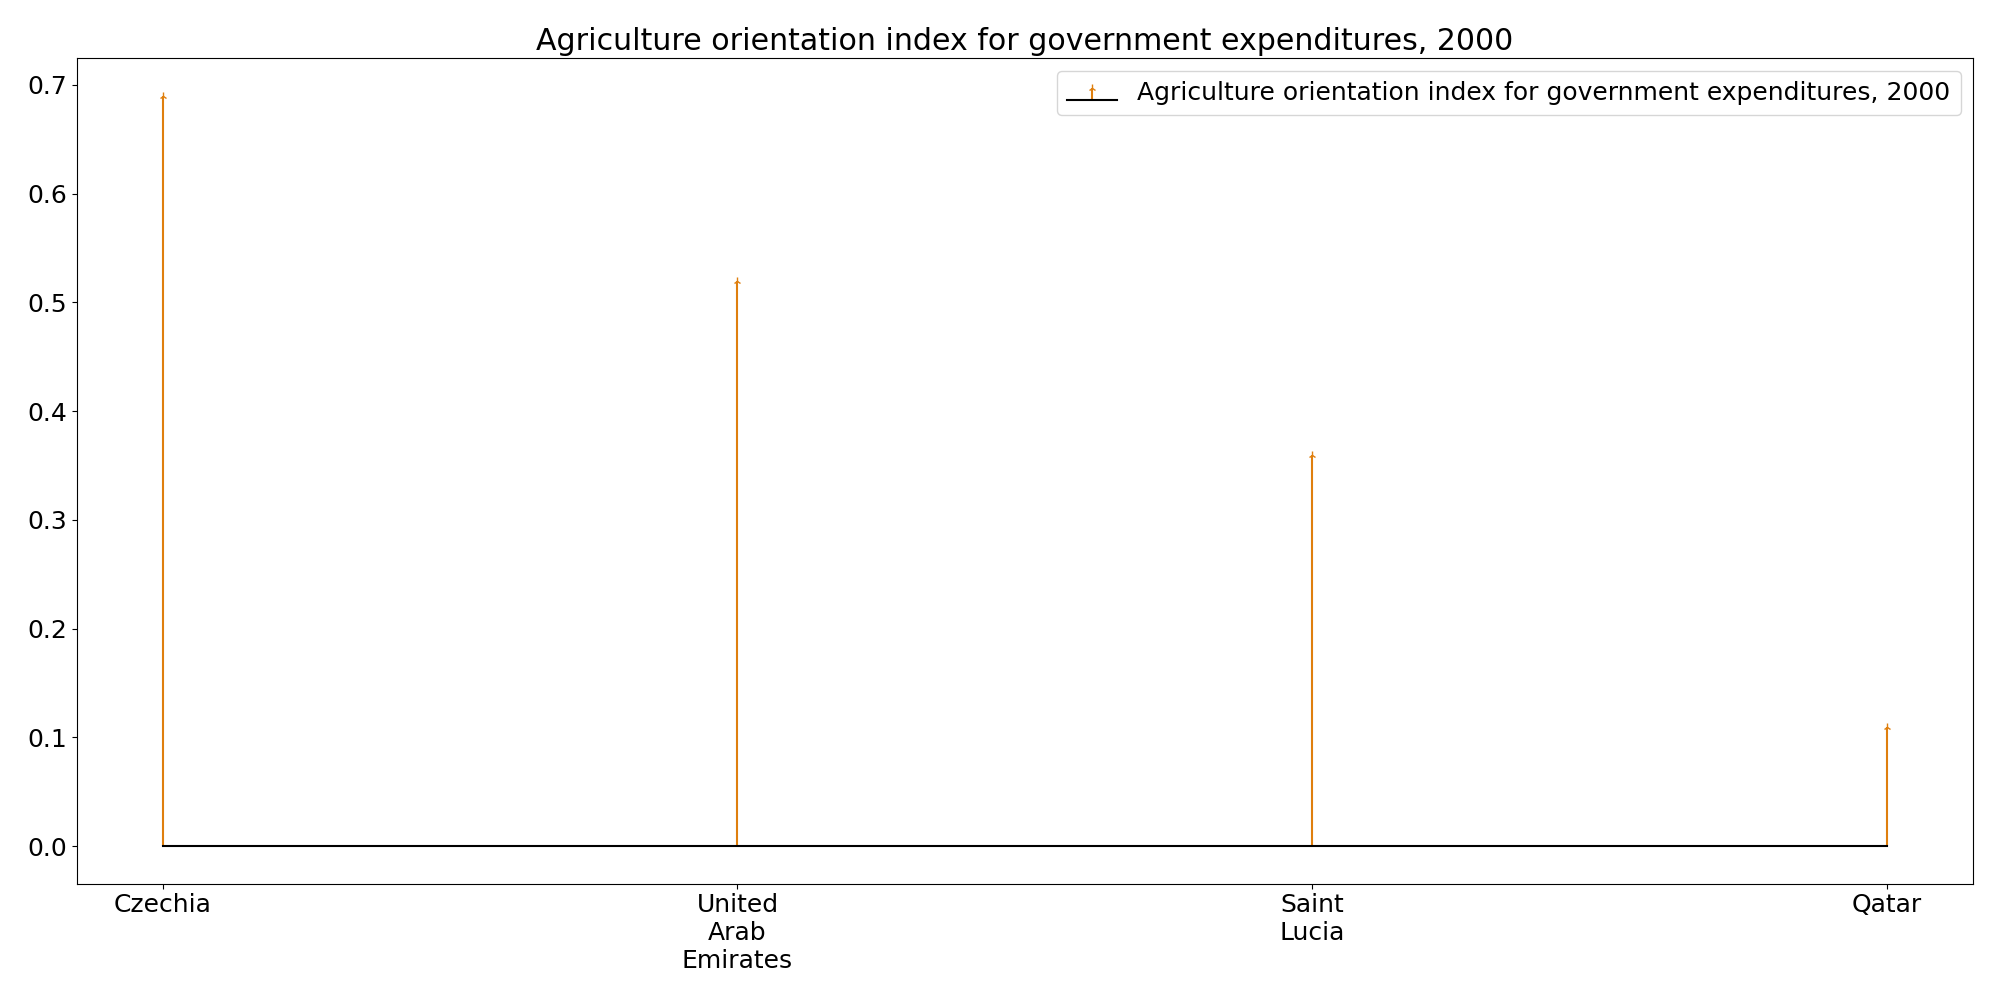 Agriculture orientation index for government expenditures, 2000
Agriculture orientation index for government expenditures, 2000
0.7
0.6
0.5
0.4
0.3
0.2
0.1
0.0
Czechia
United
Arab
Emirates
Saint
Lucia
Qatar